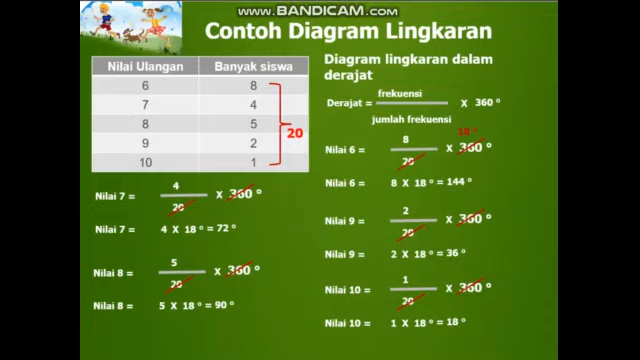 www.BANDICAM.com
Contoh Diagram Lingkaran
Nilai Ulangan Banyak siswa
6 8
7 4
8 5
9 2
10 1
20
Nilai 7 = 4/20 X 360 º
Nilai 7 = 4 X 18 º = 72 º
Nilai 8 = 5/20 X 360 º
Nilai 8 = 5 X 18 º = 90 º
Diagram lingkaran dalam
derajat
Derajat = frekuensi/jumlah frekuensi X 360 º
18 º
Nilai 6 = 8/20 X 360 º
Nilai 6 = 8 X 18 º = 144 º
Nilai 9 = 2/20 X 360 º
Nilai 9 = 2 X 18 º = 36 º
Nilai 10 = 1/20 X 360 º
Nilai 10 = 1 X 18 º = 18 º